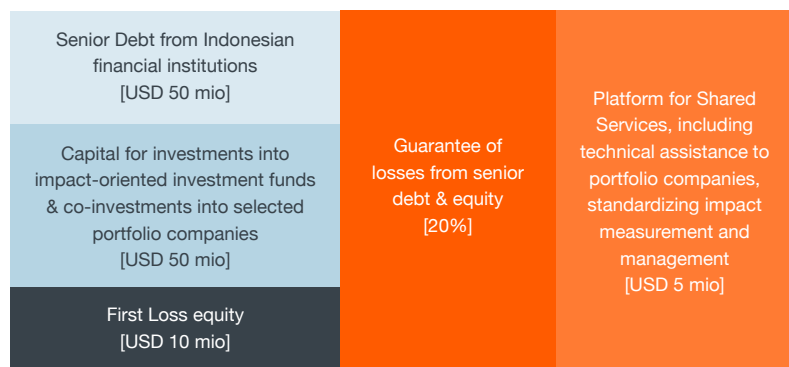 Senior Debt from Indonesian
financial institutions
[USD 50 mio]
Capital for investments into
impact-oriented investment funds
& co-investments into selected
portfolio companies
[USD 50 mio]
First Loss equity
[USD 10 mio]
Guarantee of
losses from senior
debt & equity
[20%]
Platform for Shared
Services, including
technical assistance to
portfolio companies,
standardizing impact
measurement and
management
[USD 5 mio]